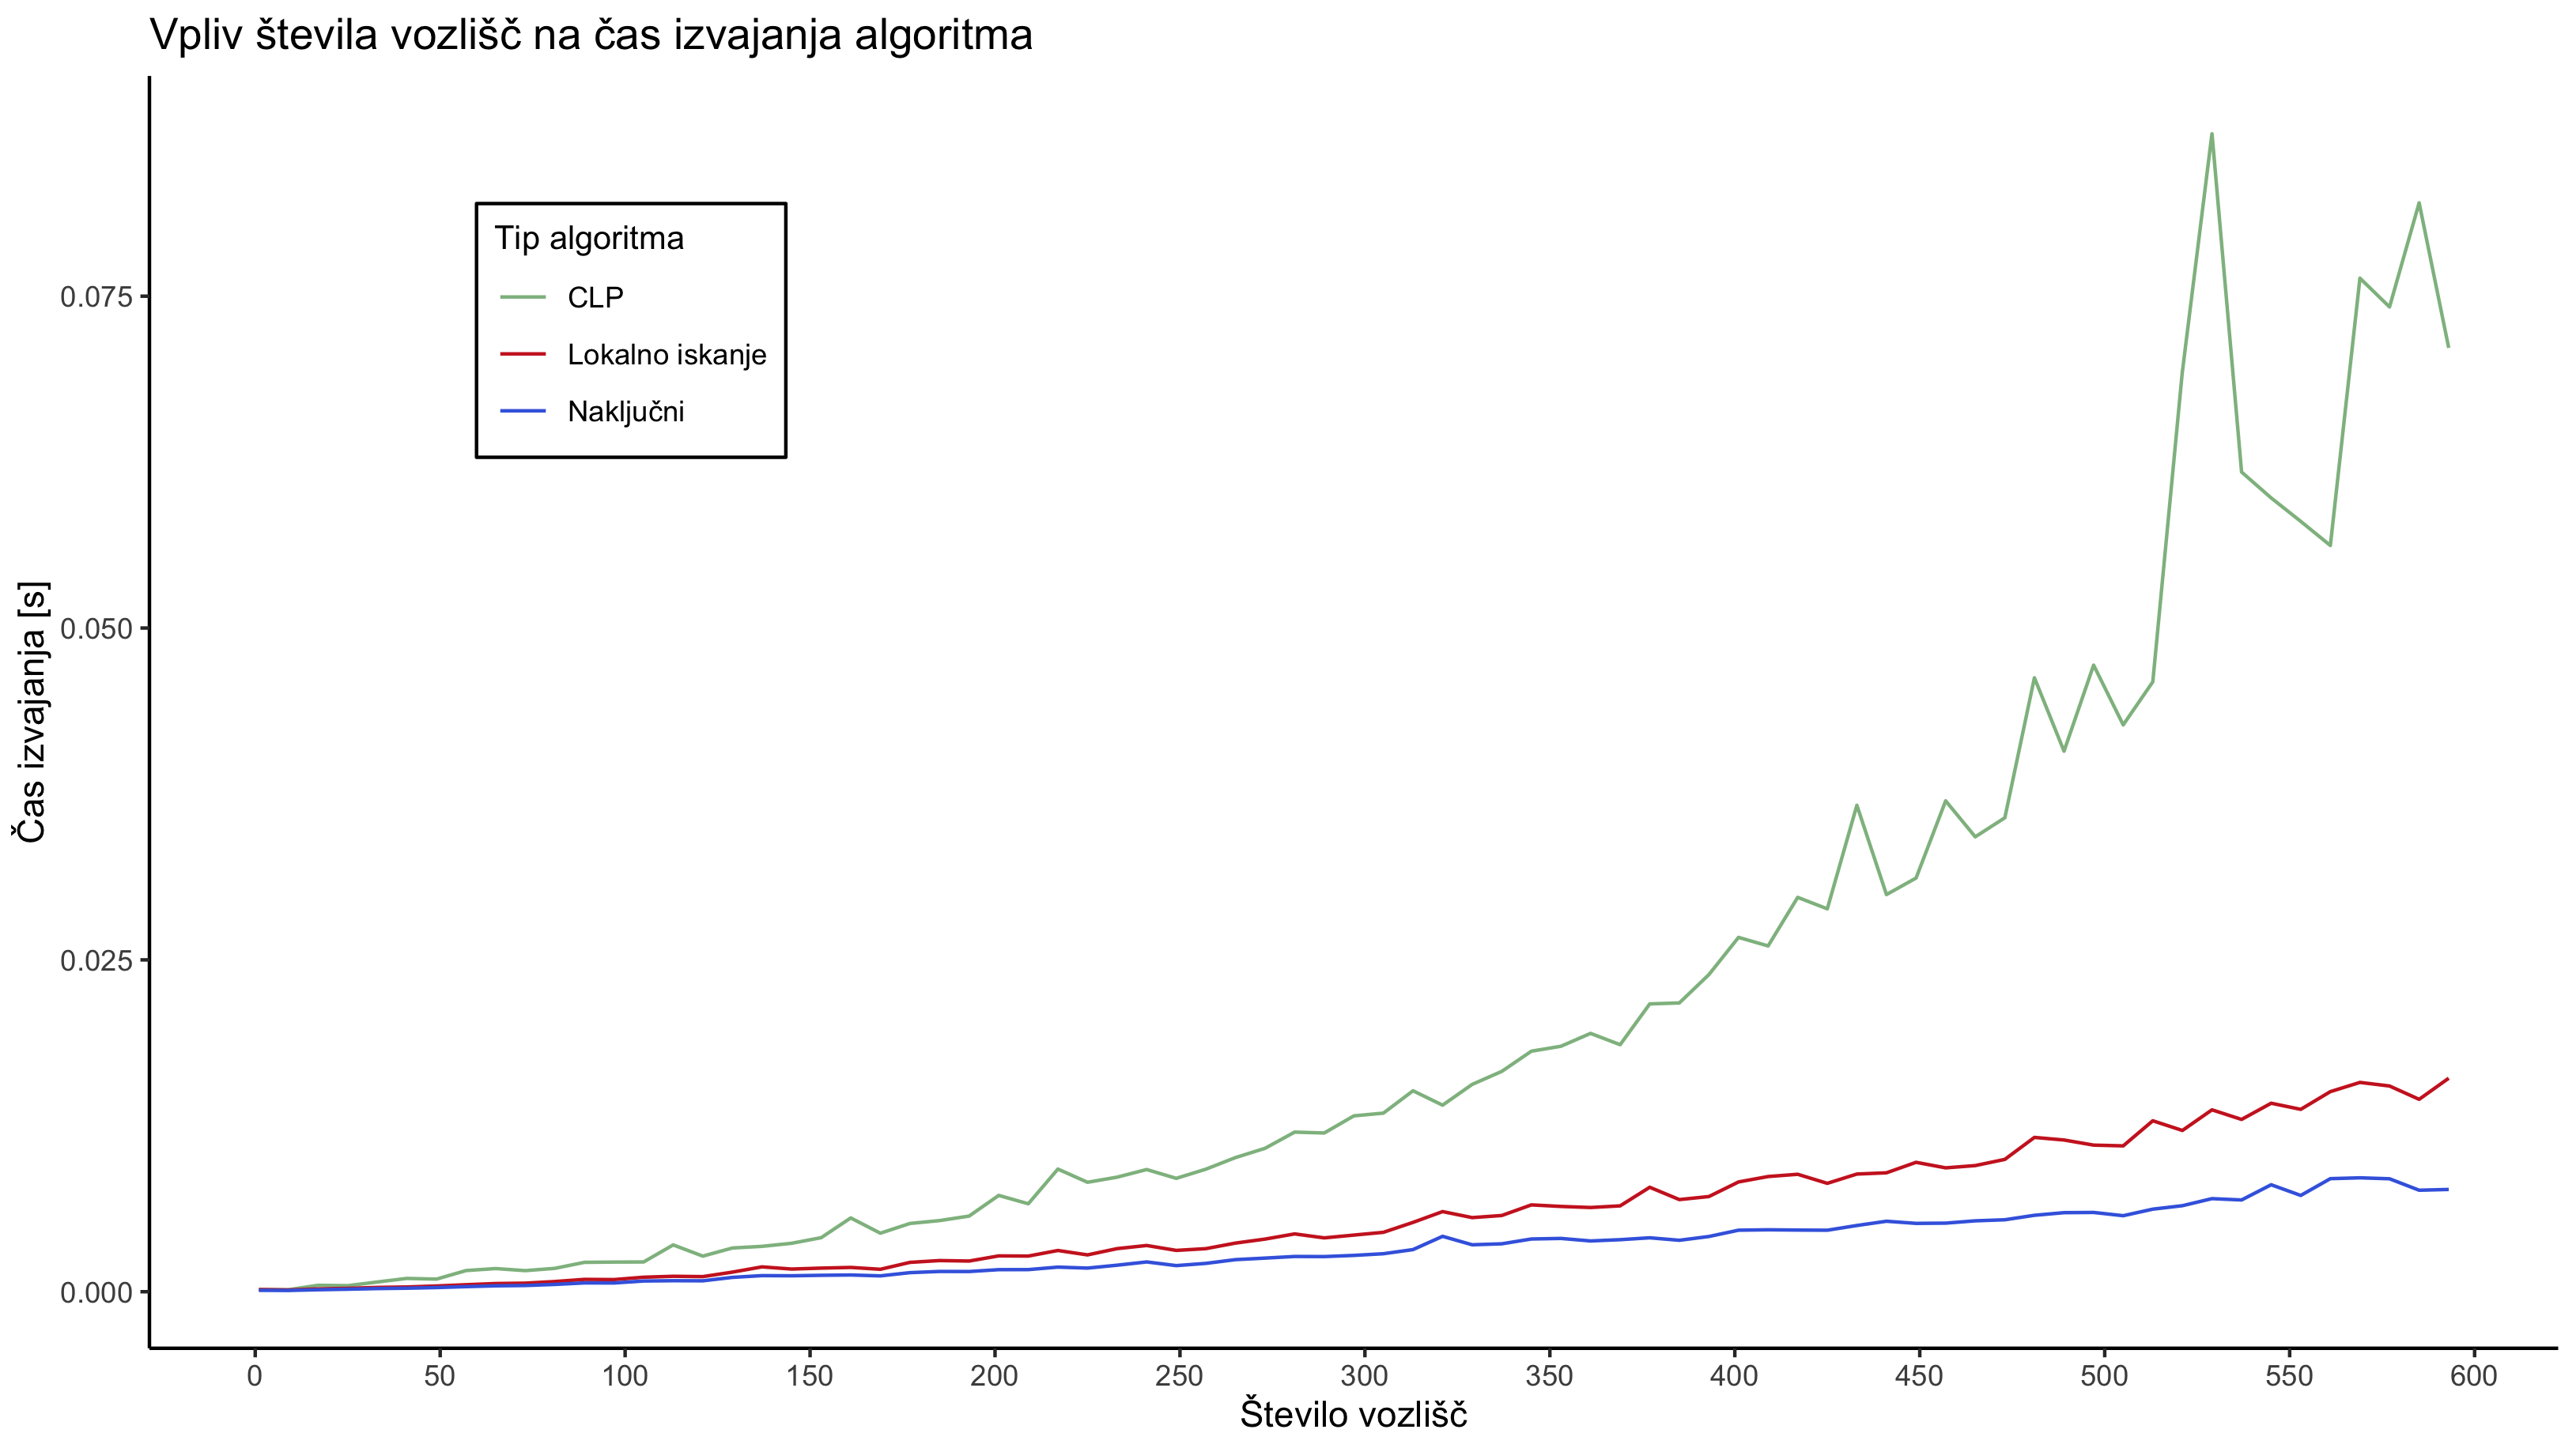 Vpliv števila vozlišč na čas izvajanja algoritma
Tip algoritma
CLP
Lokalno iskanje
Naključni
Čas izvajanja [s]
0.075
0.050
0.025
0.000
0 50 100 150 200 250 300 350 400 450 500 550 600
Število vozlišč